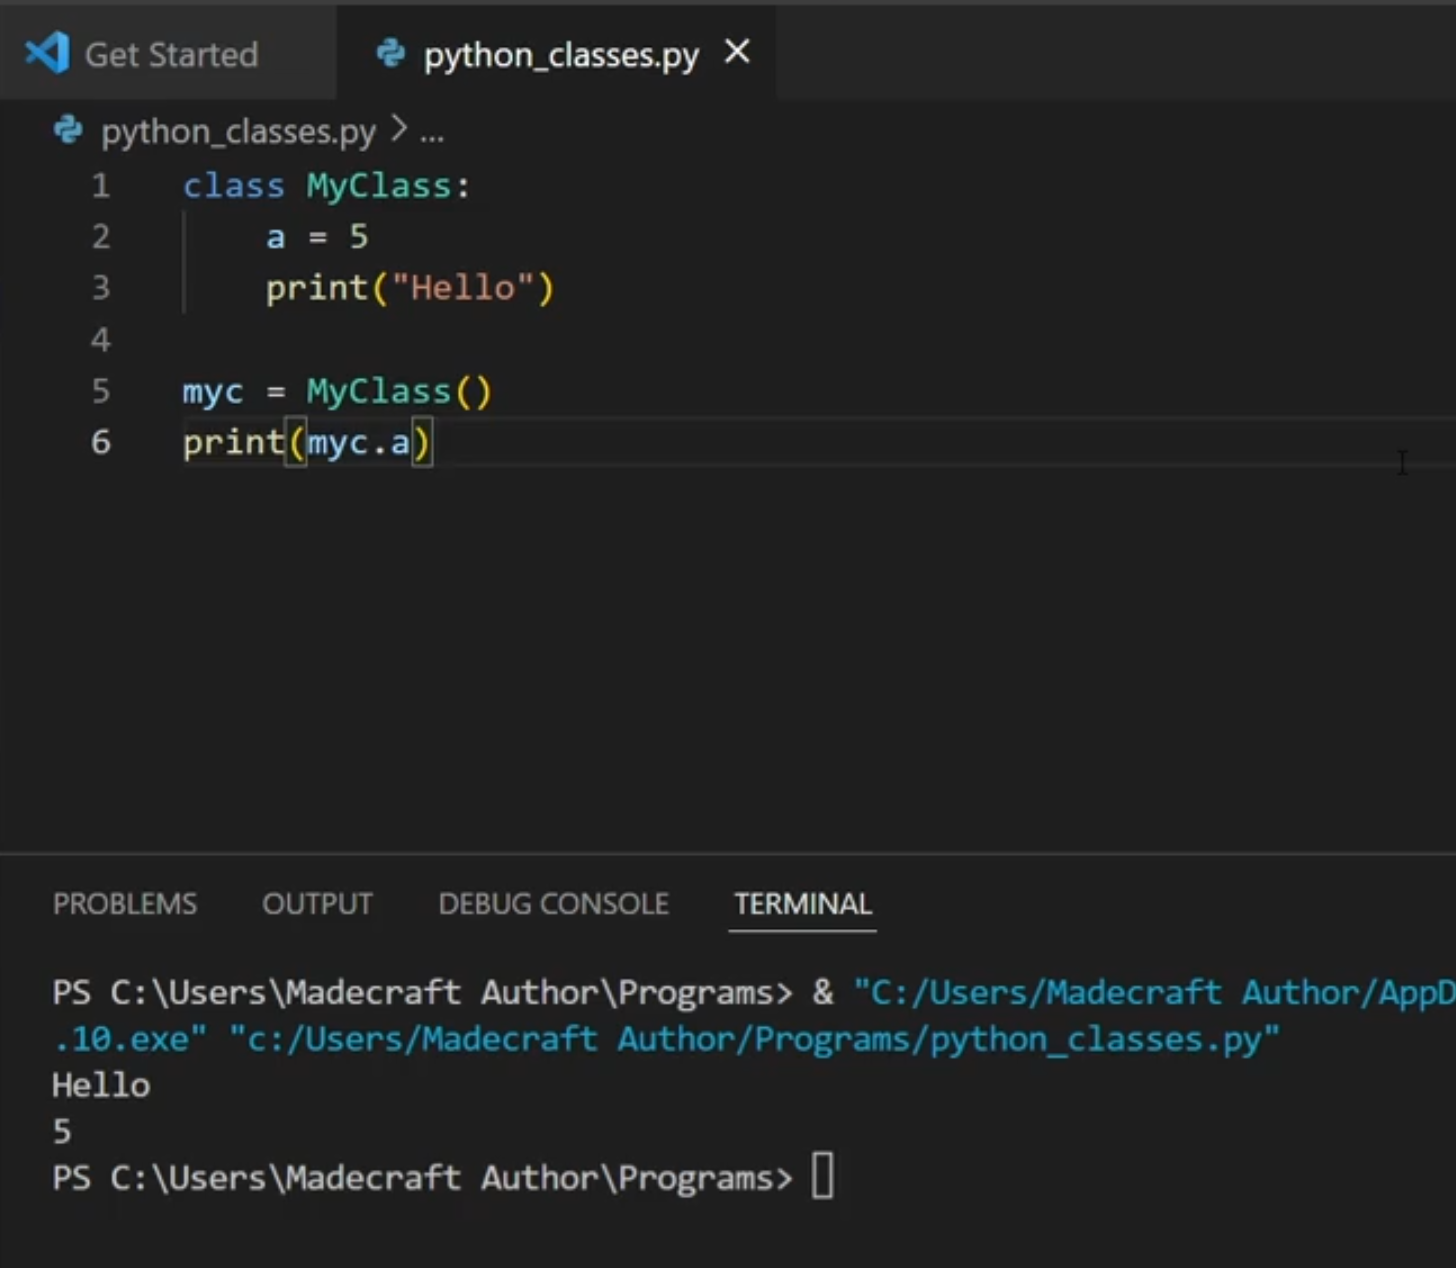 Get Started
python_classes.py
python_classes.py > ...
1 class MyClass:
2     a = 5
3     print("Hello")
4
5 myc = MyClass()
6 print(myc.a)
PROBLEMS OUTPUT DEBUG CONSOLE TERMINAL
PS C:\Users\Madecraft Author\Programs> & "C:/Users/Madecraft Author/AppD
.10.exe" "c:/Users/Madecraft Author/Programs/python_classes.py"
Hello
5
PS C:\Users\Madecraft Author\Programs>